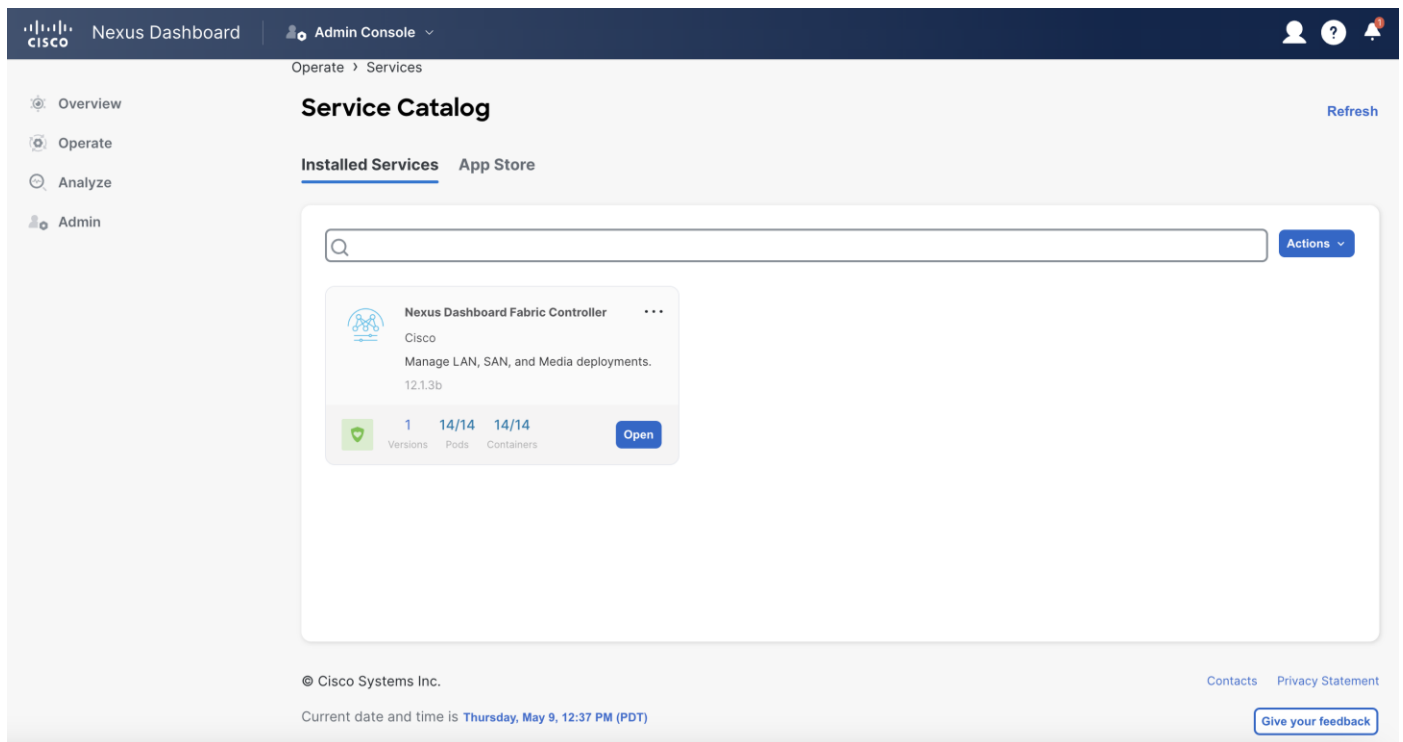 CISCO Nexus Dashboard Admin Console ? 1
Operate › Services
Overview
Operate
Analyze
Admin
Service Catalog
Refresh
Installed Services App Store
Actions
Nexus Dashboard Fabric Controller ...
Cisco
Manage LAN, SAN, and Media deployments.
12.1.3b
1 14/14 14/14
Versions Pods Containers
Open
© Cisco Systems Inc.
Contacts Privacy Statement
Current date and time is Thursday, May 9, 12:37 PM (PDT)
Give your feedback